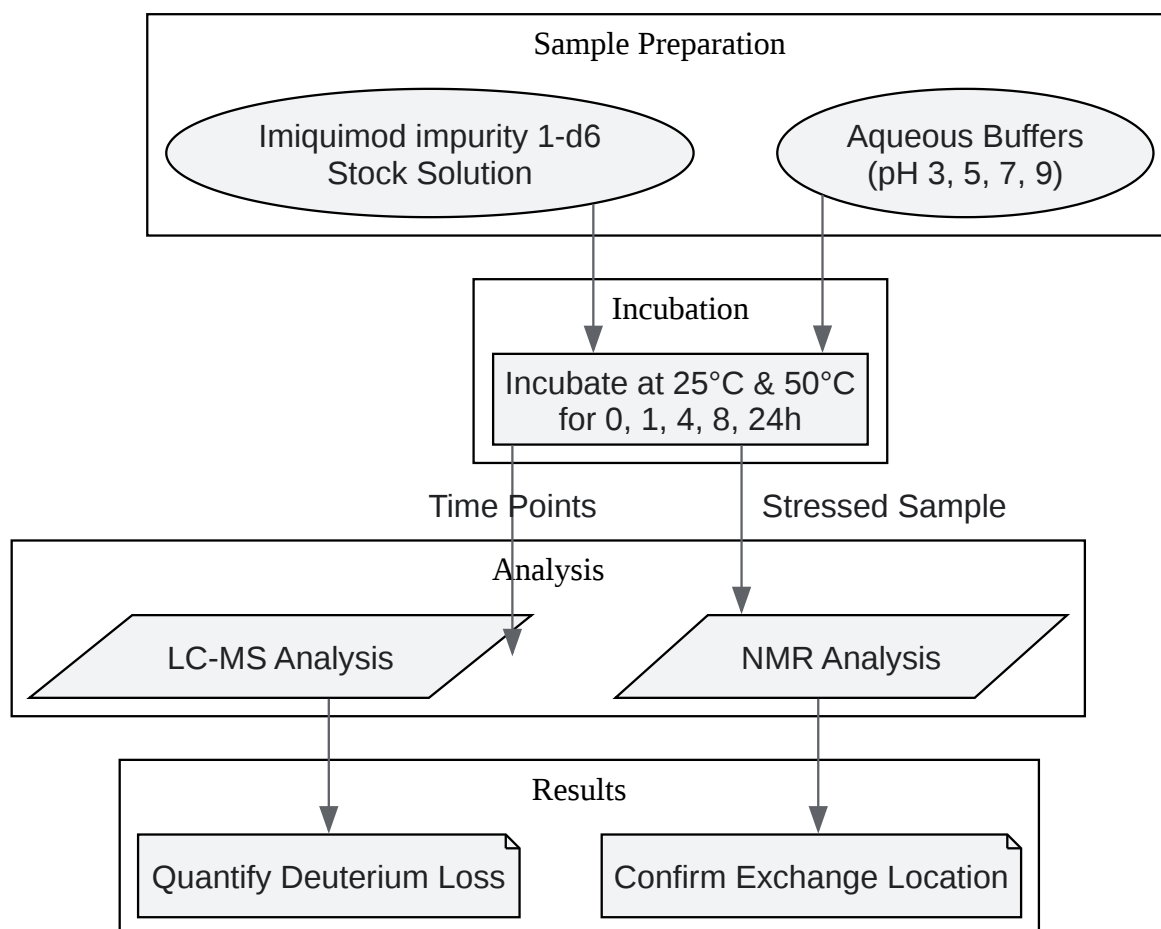 Sample Preparation
Imiquimod impurity 1-d6
Stock Solution
Aqueous Buffers
(pH 3, 5, 7, 9)
Incubation
Incubate at 25°C & 50°C
for 0, 1, 4, 8, 24h
Time Points
Stressed Sample
Analysis
LC-MS Analysis
NMR Analysis
Results
Quantify Deuterium Loss
Confirm Exchange Location